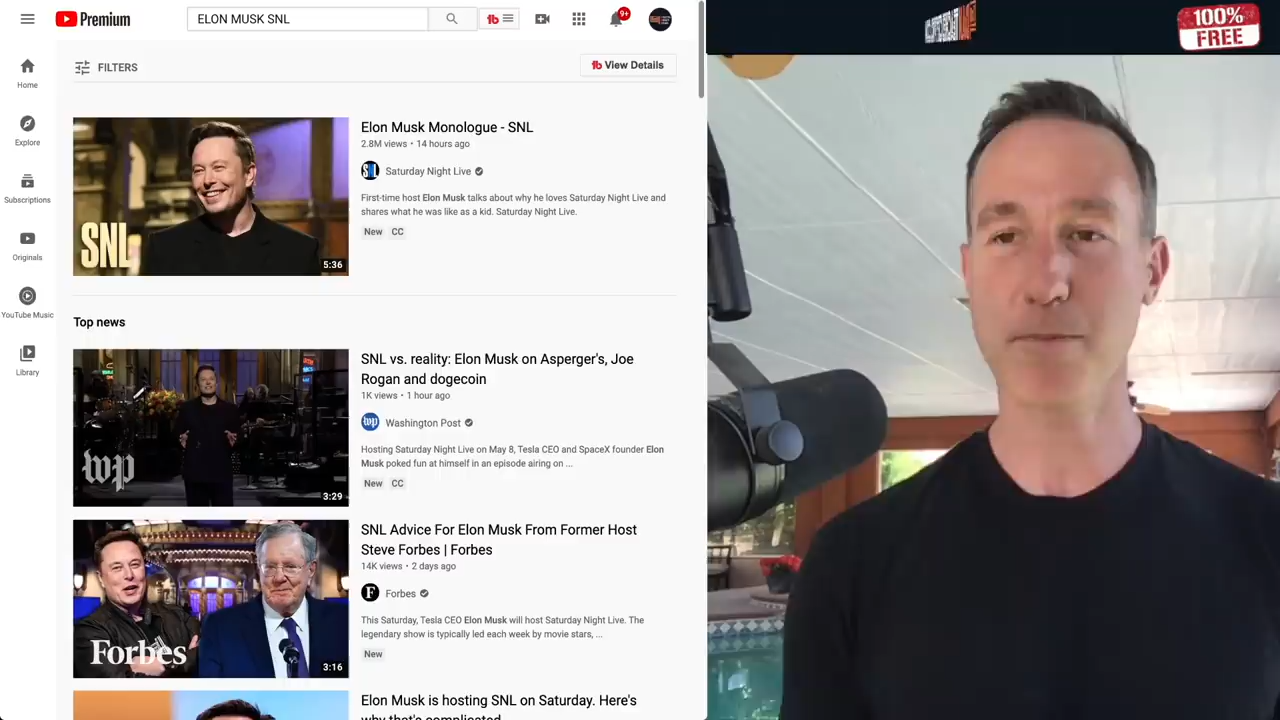 Premium
ELON MUSK SNL
9+
100%
FREE
FILTERS
View Details
Home
Explore
Subscriptions
Originals
YouTube Music
Library
SNL
5:36
Elon Musk Monologue - SNL
2.8M views • 14 hours ago
Saturday Night Live
First-time host Elon Musk talks about why he loves Saturday Night Live and
shares what he was like as a kid. Saturday Night Live.
New CC
Top news
wp
3:29
SNL vs. reality: Elon Musk on Asperger's, Joe
Rogan and dogecoin
1K views • 1 hour ago
wp Washington Post
Hosting Saturday Night Live on May 8, Tesla CEO and SpaceX founder Elon
Musk poked fun at himself in an episode airing on ...
New CC
Forbes
3:16
SNL Advice For Elon Musk From Former Host
Steve Forbes | Forbes
14K views • 2 days ago
F Forbes
This Saturday, Tesla CEO Elon Musk will host Saturday Night Live. The
legendary show is typically led each week by movie stars, ...
New
Elon Musk is hosting SNL on Saturday. Here's
why that's complicated